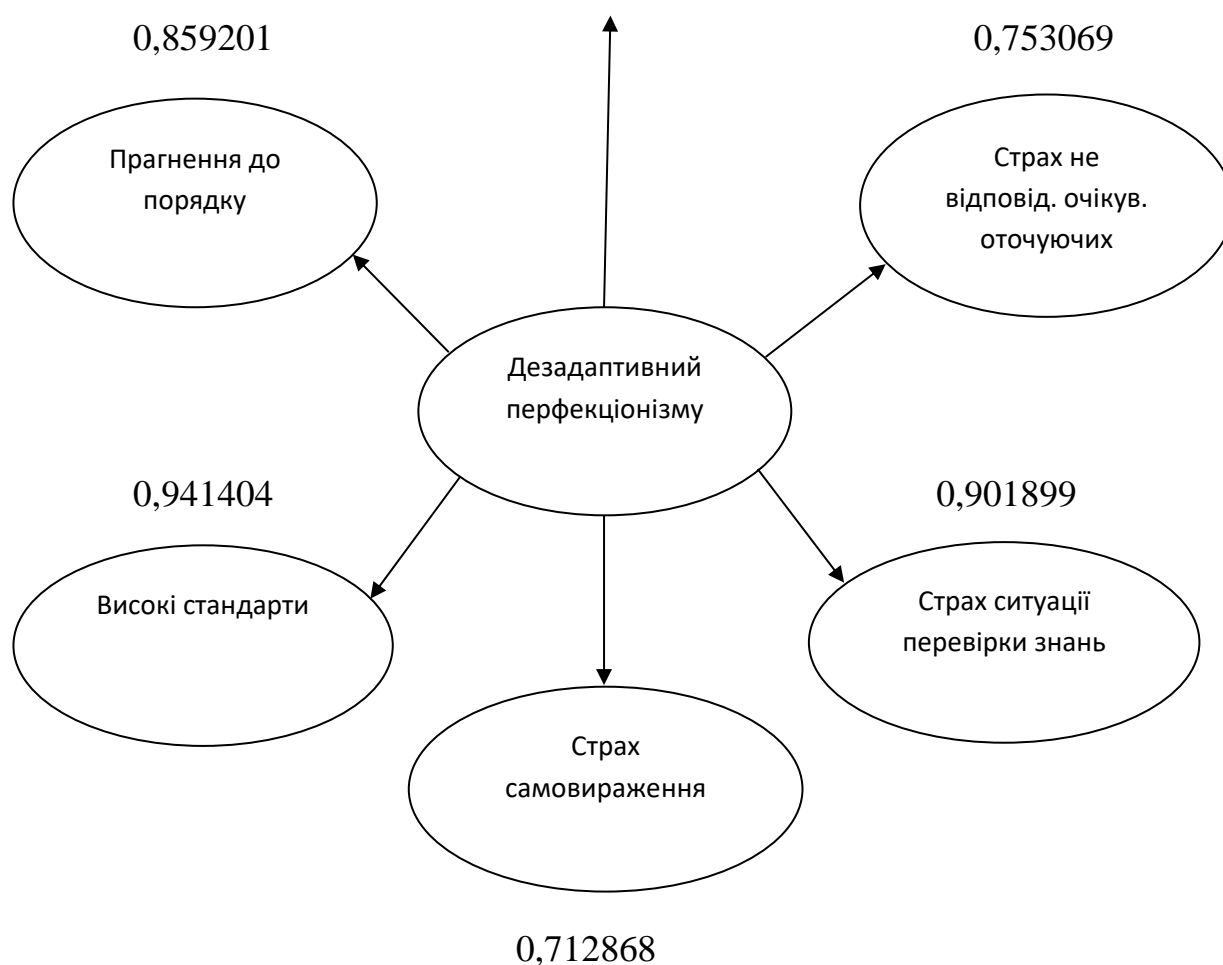 0,859201
0,753069
Прагнення до
порядку
Страх не
відповід. очікув.
оточуючих
Дезадаптивний
перфекціонізму
0,941404
0,901899
Високі стандарти
Страх ситуації
перевірки знань
Страх
самовираження
0,712868